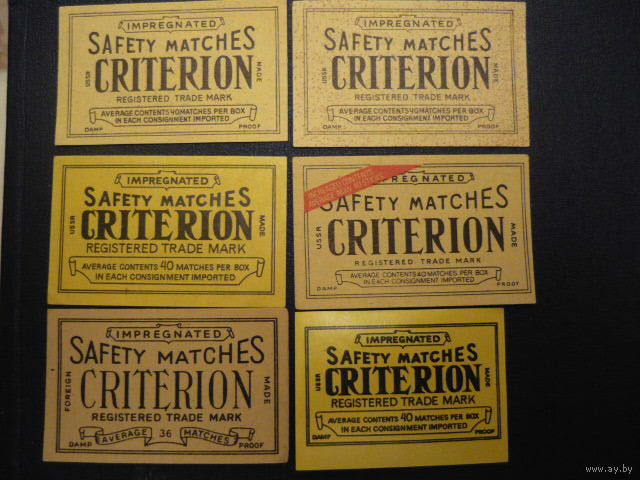 IMPREGNATED
SAFETY MATCHES
USSR CRITERION MADE
REGISTERED TRADE MARK
AVERAGE CONTENTS 40 MATCHES PER BOX
IN EACH CONSIGNMENT IMPORTED
DAMP PROOF
IMPREGNATED
SAFETY MATCHES
USSR CRITERION MADE
REGISTERED TRADE MARK
AVERAGE CONTENTS 40 MATCHES PER BOX
IN EACH CONSIGNMENT IMPORTED
DAMP PROOF
IMPREGNATED
SAFETY MATCHES
USSR CRITERION MADE
REGISTERED TRADE MARK
AVERAGE CONTENTS 40 MATCHES PER BOX
IN EACH CONSIGNMENT IMPORTED
INCREASED CONTENTS
AVERAGE
REGNATED
SAFETY MATCHES
USSR CRITERION MADE
REGISTERED TRADE MARK
AVERAGE CONTENTS 40 MATCHES PER BOX
IN EACH CONSIGNMENT IMPORTED
DAMP PROOF
IMPREGNATED
SAFETY MATCHES
FOREIGN CRITERION MADE
REGISTERED TRADE MARK
AVERAGE 36 MATCHES
DAMP PROOF
IMPREGNATED
SAFETY MATCHES
USSR CRITERION MADE
REGISTERED TRADE MARK
AVERAGE CONTENTS 40 MATCHES PER BOX
IN EACH CONSIGNMENT IMPORTED
DAMP PROOF
www.ay.by